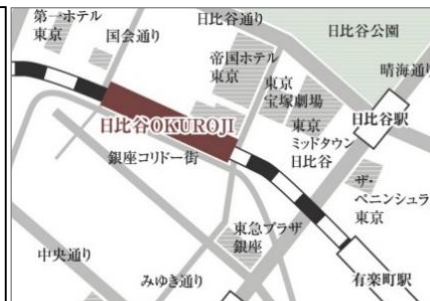 第一ホテル
東京
国会通り
日比谷通り
日比谷公園
帝国ホテル
東京
晴海通り
東京
宝塚劇場
日比谷駅
日比谷OKUROJI
東京
ミッドタウン
日比谷
銀座コリドー街
ザ・
ペニンシュラ
東京
東急プラザ
銀座
中央通り
みゆき通り
有楽町駅